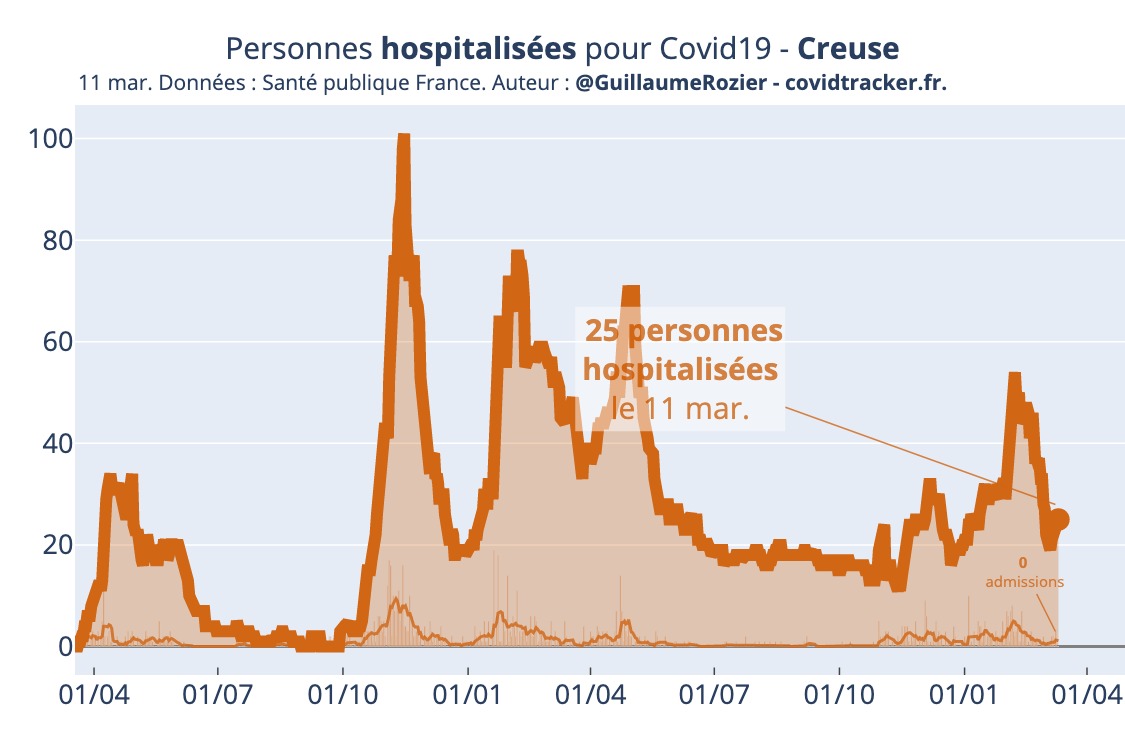 Personnes hospitalisées pour Covid19 - Creuse
11 mar. Données : Santé publique France. Auteur : @GuillaumeRozier - covidtracker.fr.
100
80
60
40
20
0
25 personnes
hospitalisées
le 11 mar.
0
admissions
01/04 01/07 01/10 01/01 01/04 01/07 01/10 01/01 01/04